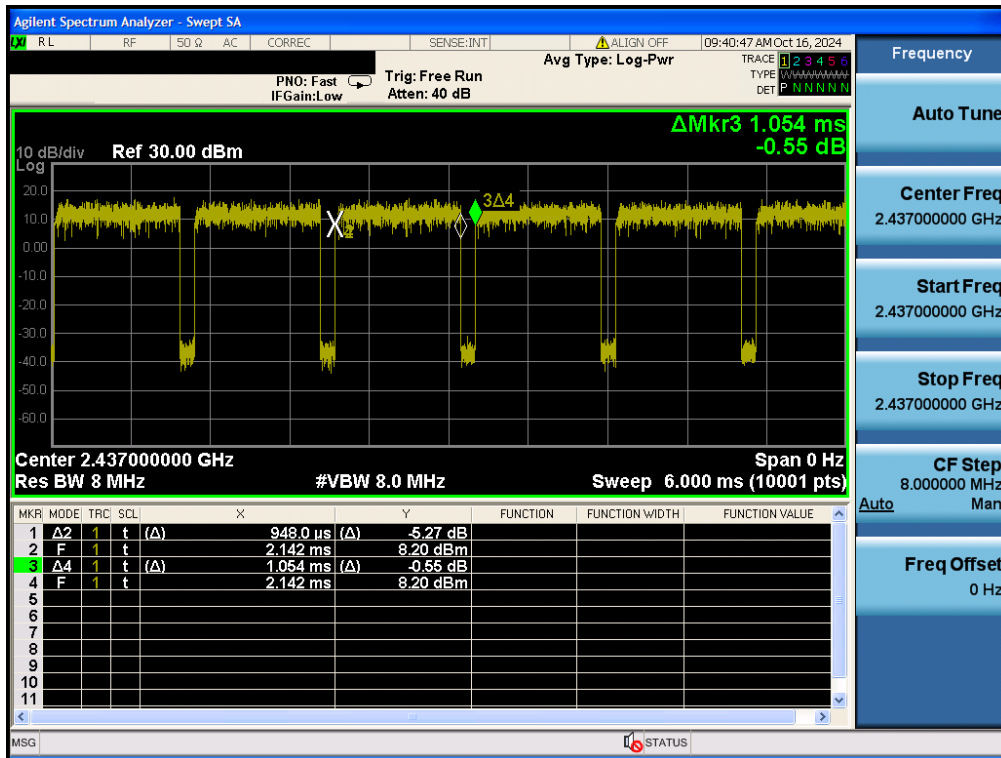 Agilent Spectrum Analyzer - Swept SA
LXI RL RF 50 Ω AC CORREC SENSE:INT ALIGN OFF 09:40:47 AM Oct 16, 2024
Frequency
Avg Type: Log-Pwr
TRACE 1 2 3 4 5 6
TYPE WWWWWW
DET P N N N N N
PNO: Fast
IFGain:Low
Trig: Free Run
Atten: 40 dB
Auto Tune
ΔMkr3 1.054 ms
-0.55 dB
10 dB/div Ref 30.00 dBm
Log
20.0
10.0
0.00
-10.0
-20.0
-30.0
-40.0
-50.0
-60.0
3Δ4
2
Center Freq
2.437000000 GHz
Start Freq
2.437000000 GHz
Stop Freq
2.437000000 GHz
Center 2.437000000 GHz Span 0 Hz
Res BW 8 MHz #VBW 8.0 MHz Sweep 6.000 ms (10001 pts)
CF Step
8.000000 MHz
Auto Man
Freq Offset
0 Hz
MKR MODE TRC SCL X Y FUNCTION FUNCTION WIDTH FUNCTION VALUE
1 Δ2 1 t (Δ) 948.0 µs (Δ) -5.27 dB
2 F 1 t 2.142 ms 8.20 dBm
3 Δ4 1 t (Δ) 1.054 ms (Δ) -0.55 dB
4 F 1 t 2.142 ms 8.20 dBm
5
6
7
8
9
10
11
MSG STATUS